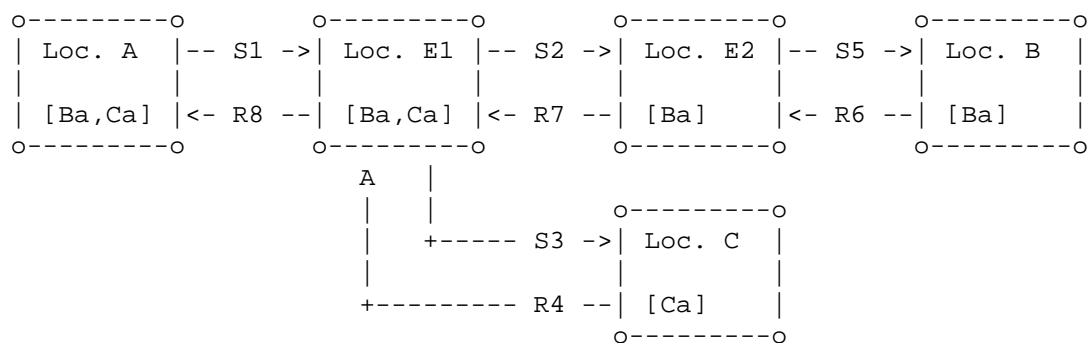 o---------o          o---------o          o---------o          o---------o
| Loc. A  |-- S1 ->| Loc. E1 |-- S2 ->| Loc. E2 |-- S5 ->| Loc. B  |
|         |          |         |          |         |          |         |
| [Ba,Ca] |<- R8 --| [Ba,Ca] |<- R7 --| [Ba]    |<- R6 --| [Ba]    |
o---------o          o---------o          o---------o          o---------o
A   |
|   |                o---------o
|   +----- S3 ->| Loc. C  |
|                    |         |
+--------- R4 --| [Ca]    |
o---------o